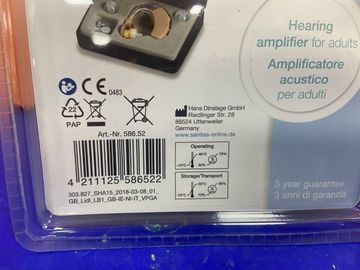 Hearing
amplifier for adults
Amplificatore
acustico
per adulti
CE 0483
22
PAP
Hans Dinslage GmbH
Riedlinger Str. 28
88524 Uttenweiler
Germany
www.sanitas-online.de
Art.-Nr. 586.52
4 211125 586522
303.827_SHA15_2018-03-08_01_
GB_Lidl_LB1_GB-IE-NI-IT_VPGA
Operating
Storage/Transport
3 year guarantee
3 anni di garanzia